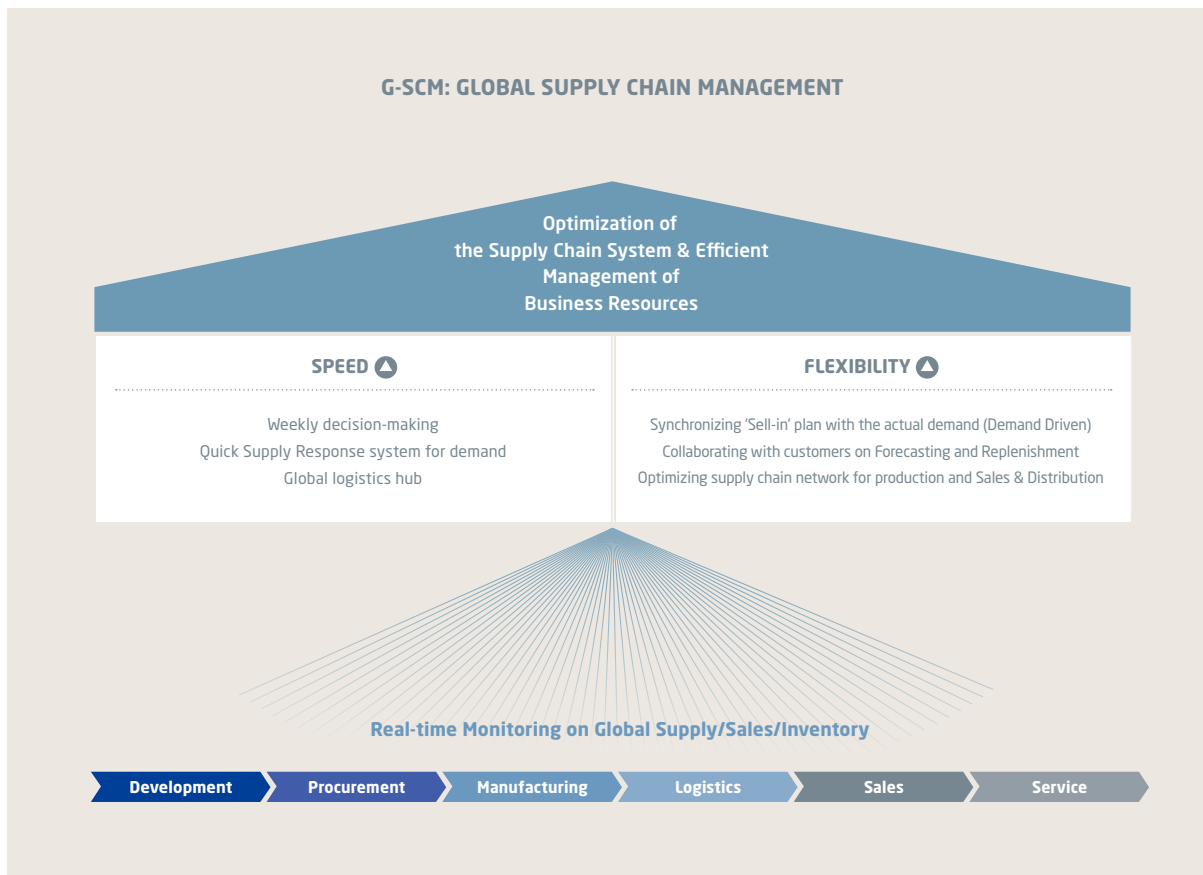 G-SCM: GLOBAL SUPPLY CHAIN MANAGEMENT
Optimization of
the Supply Chain System & Efficient
Management of
Business Resources
SPEED
Weekly decision-making
Quick Supply Response system for demand
Global logistics hub
FLEXIBILITY
Synchronizing ‘Sell-in’ plan with the actual demand (Demand Driven)
Collaborating with customers on Forecasting and Replenishment
Optimizing supply chain network for production and Sales & Distribution
Real-time Monitoring on Global Supply/Sales/Inventory
Development Procurement Manufacturing Logistics Sales Service